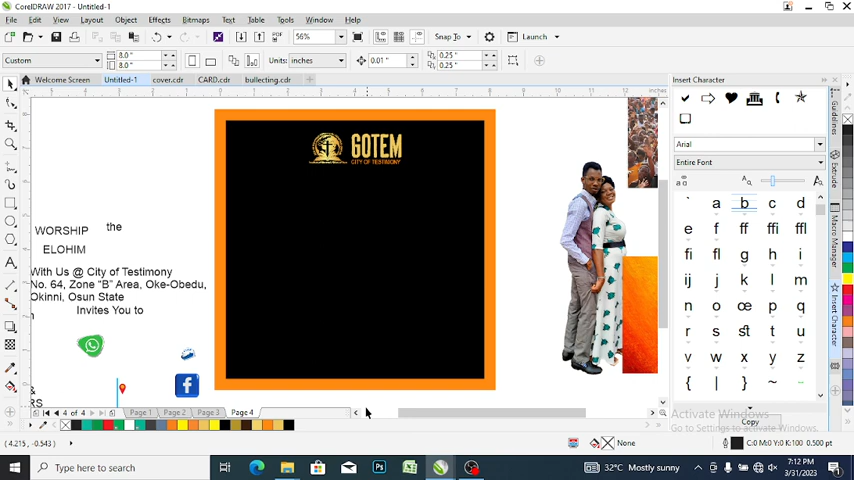 CorelDRAW 2017 - Untitled-1
File Edit View Layout Object Effects Bitmaps Text Table Tools Window Help
56%
Snap To
Launch
Custom
8.0 "
8.0 "
Units: inches
0.01 "
0.25 "
0.25 "
Welcome Screen
Untitled-1
cover.cdr
CARD.cdr
bullecting.cdr
inches
GOTEM
CITY OF TESTIMONY
the
WORSHIP
ELOHIM
With Us @ City of Testimony
No. 64, Zone "B" Area, Oke-Obedu,
Okinni, Osun State
Invites You to
n
&
RS
4 of 4
Page 1
Page 2
Page 3
Page 4
Insert Character
Arial
Entire Font
` a b c d
e f ff ffi ffl
fi fl g h i
ij j k l m
n o œ p q
r s st t u
v w x y z
{ | } ~
Copy
Guidelines
Extrude
Macro Manager
Insert Character
Activate Windows
Go to Settings to activate Windows.
(4.215 , -0.543 )
None
C:0 M:0 Y:0 K:100 0.500 pt
Type here to search
32°C Mostly sunny
7:12 PM
3/31/2023